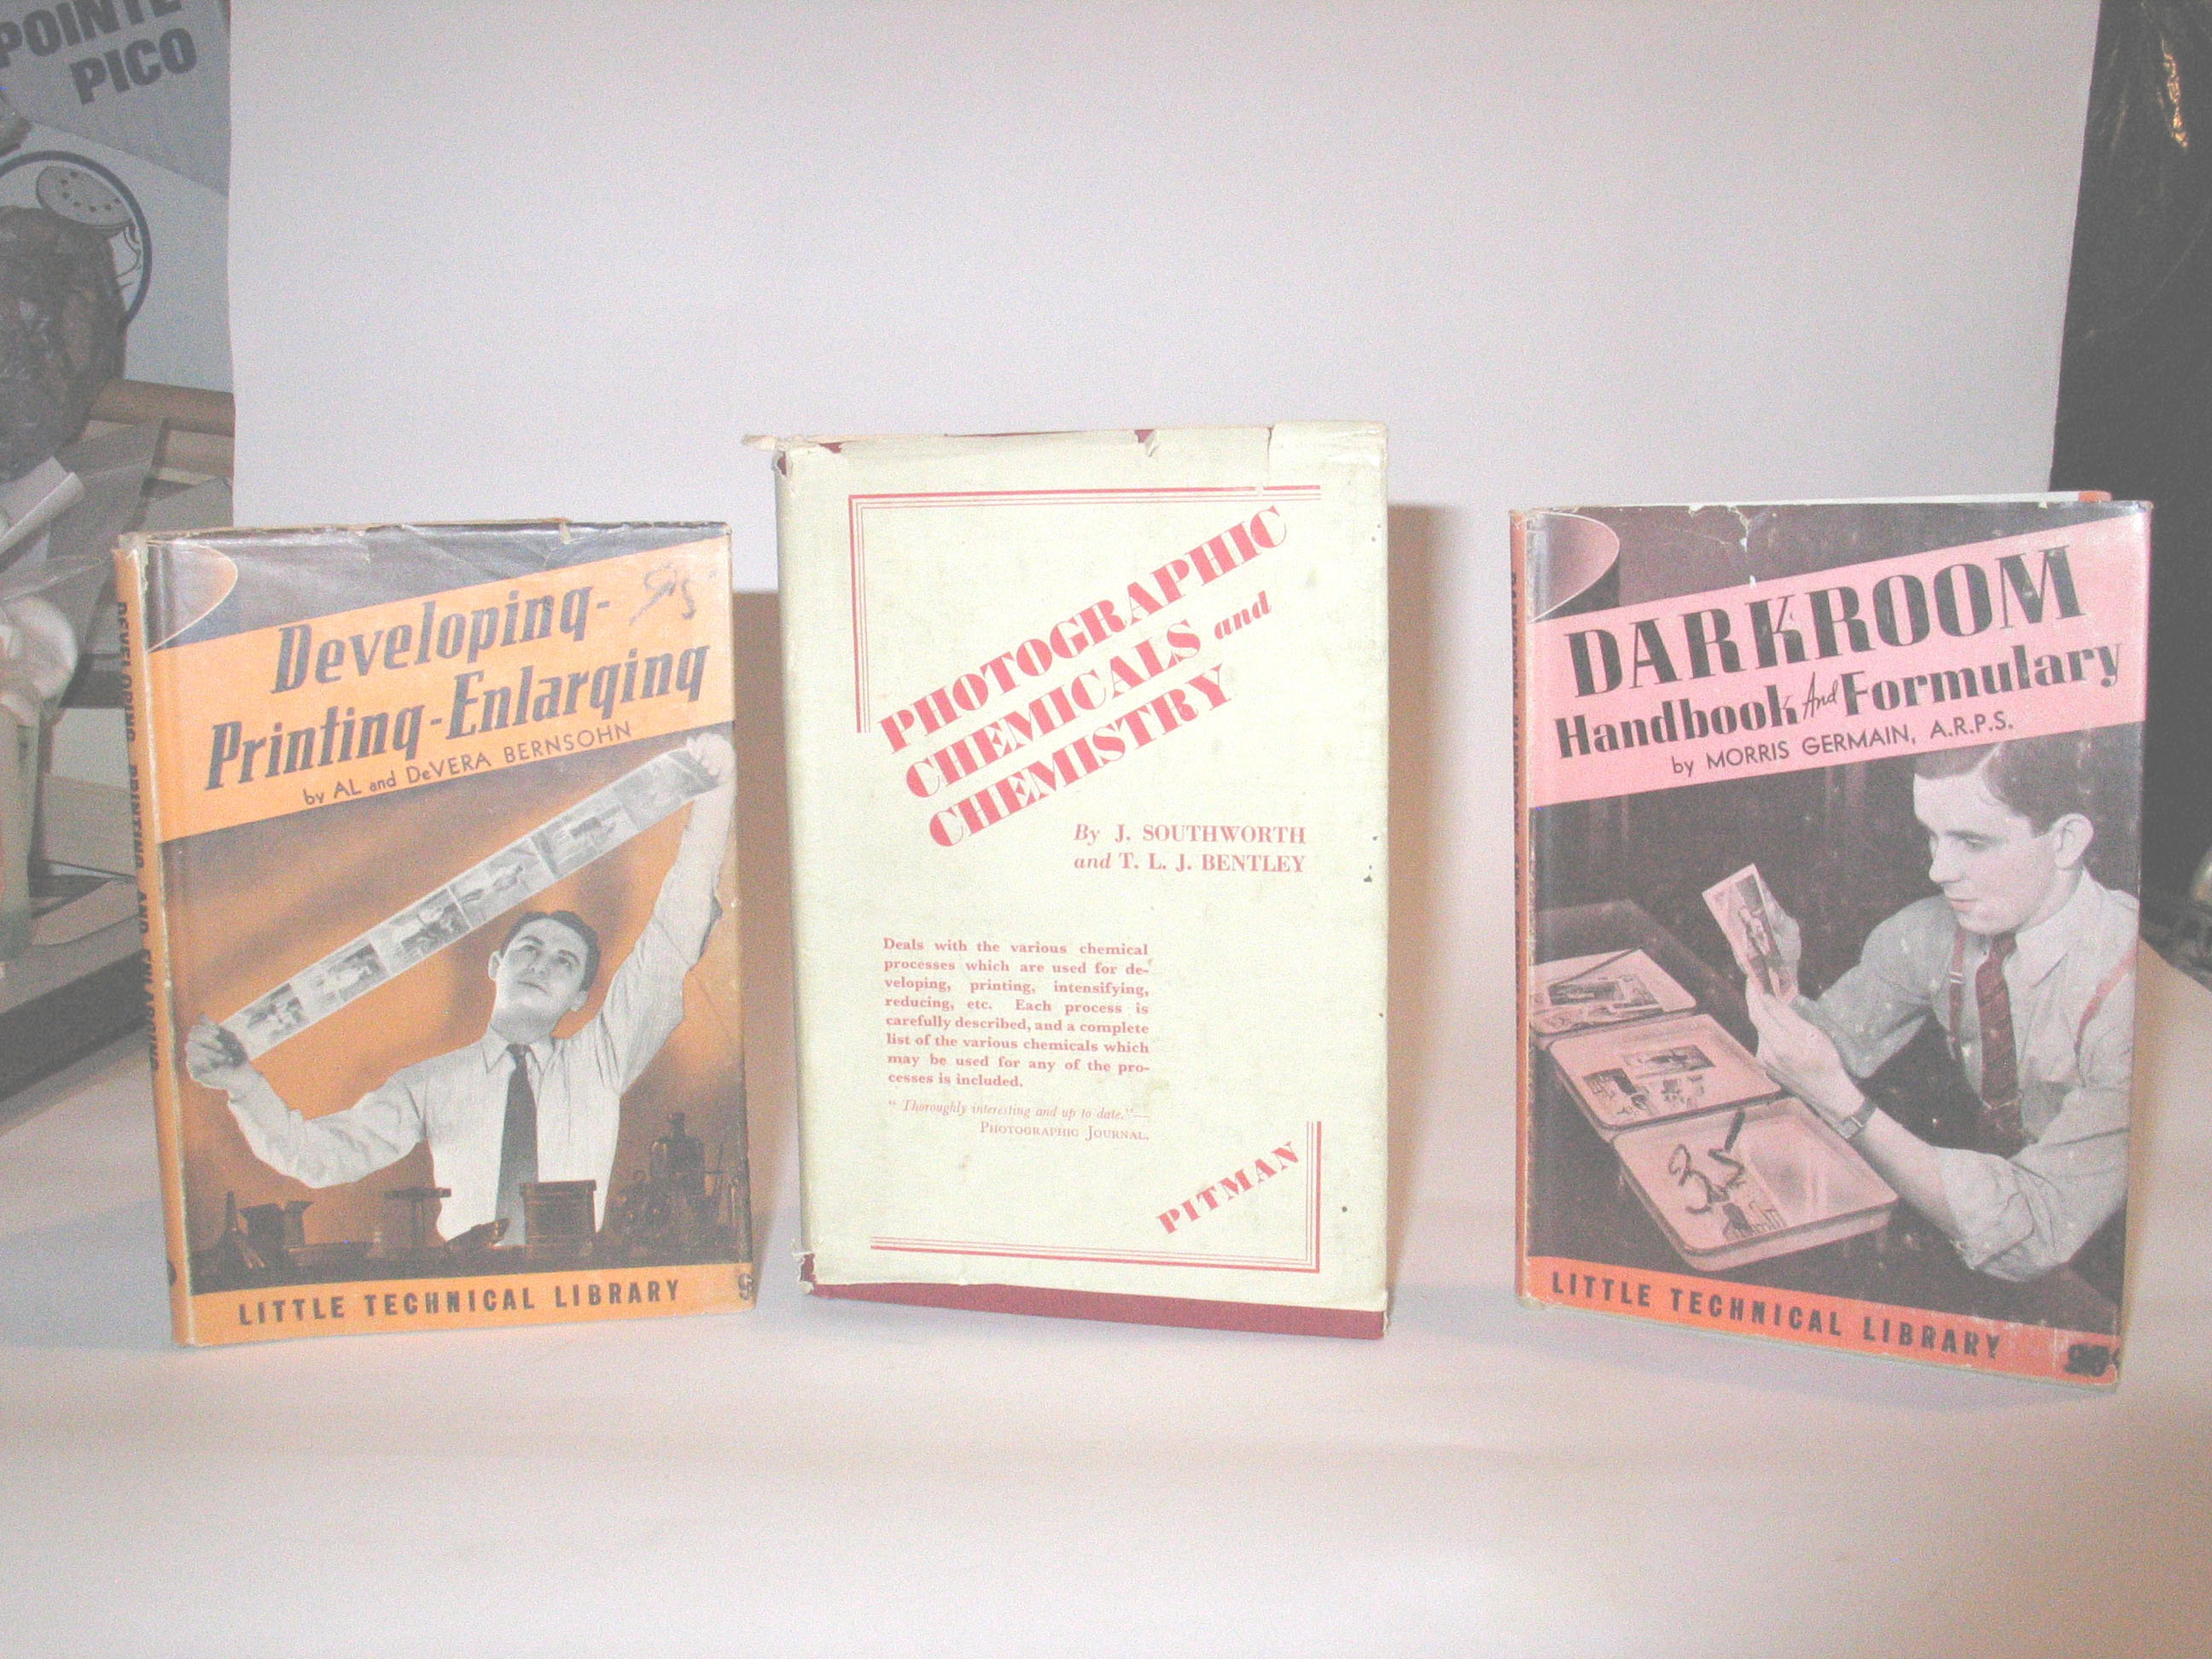 POINTE
PICO
Developing-
Printing-Enlarging
by AL and DeVERA BERNSOHN
LITTLE TECHNICAL LIBRARY
DEVELOPING PRINTING AND ENLARGING
PHOTOGRAPHIC
CHEMICALS and
CHEMISTRY
By J. SOUTHWORTH
and T. L. J. BENTLEY
Deals with the various chemical
processes which are used for de-
veloping, printing, intensifying,
reducing, etc. Each process is
carefully described, and a complete
list of the various chemicals which
may be used for any of the pro-
cesses is included.
"Thoroughly interesting and up to date."—
PHOTOGRAPHIC JOURNAL.
PITMAN
DARKROOM
Handbook And Formulary
by MORRIS GERMAIN, A.R.P.S.
LITTLE TECHNICAL LIBRARY